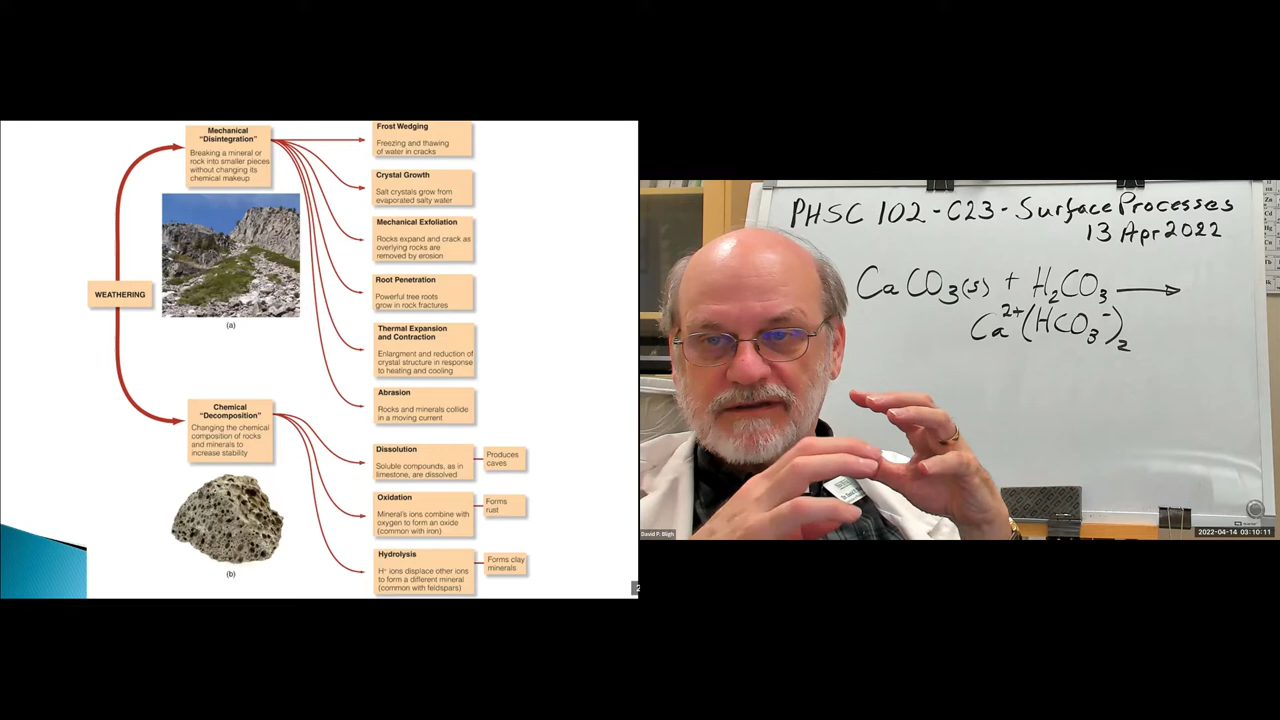 Mechanical
"Disintegration"
Breaking a mineral or
rock into smaller pieces
without changing its
chemical makeup
(a)
WEATHERING
Chemical
"Decomposition"
Changing the chemical
composition of rocks
and minerals to
increase stability
(b)
Frost Wedging
Freezing and thawing
of water in cracks
Crystal Growth
Salt crystals grow from
evaporated salty water
Mechanical Exfoliation
Rocks expand and crack as
overlying rocks are
removed by erosion
Root Penetration
Powerful tree roots
grow in rock fractures
Thermal Expansion
and Contraction
Enlargment and reduction of
crystal structure in response
to heating and cooling
Abrasion
Rocks and minerals collide
in a moving current
Dissolution
Soluble compounds, as in
limestone, are dissolved
Produces
caves
Oxidation
Mineral's ions combine with
oxygen to form an oxide
(common with iron)
Forms
rust
Hydrolysis
H⁺ ions displace other ions
to form a different mineral
(common with feldspars)
Forms clay
minerals
PHSC 102 - C23 - Surface Processes
13 Apr 2022
CaCO₃(s) + H₂CO₃ →
Ca²⁺(HCO₃⁻)₂
David P. Bligh
2022-04-14 03:10:11